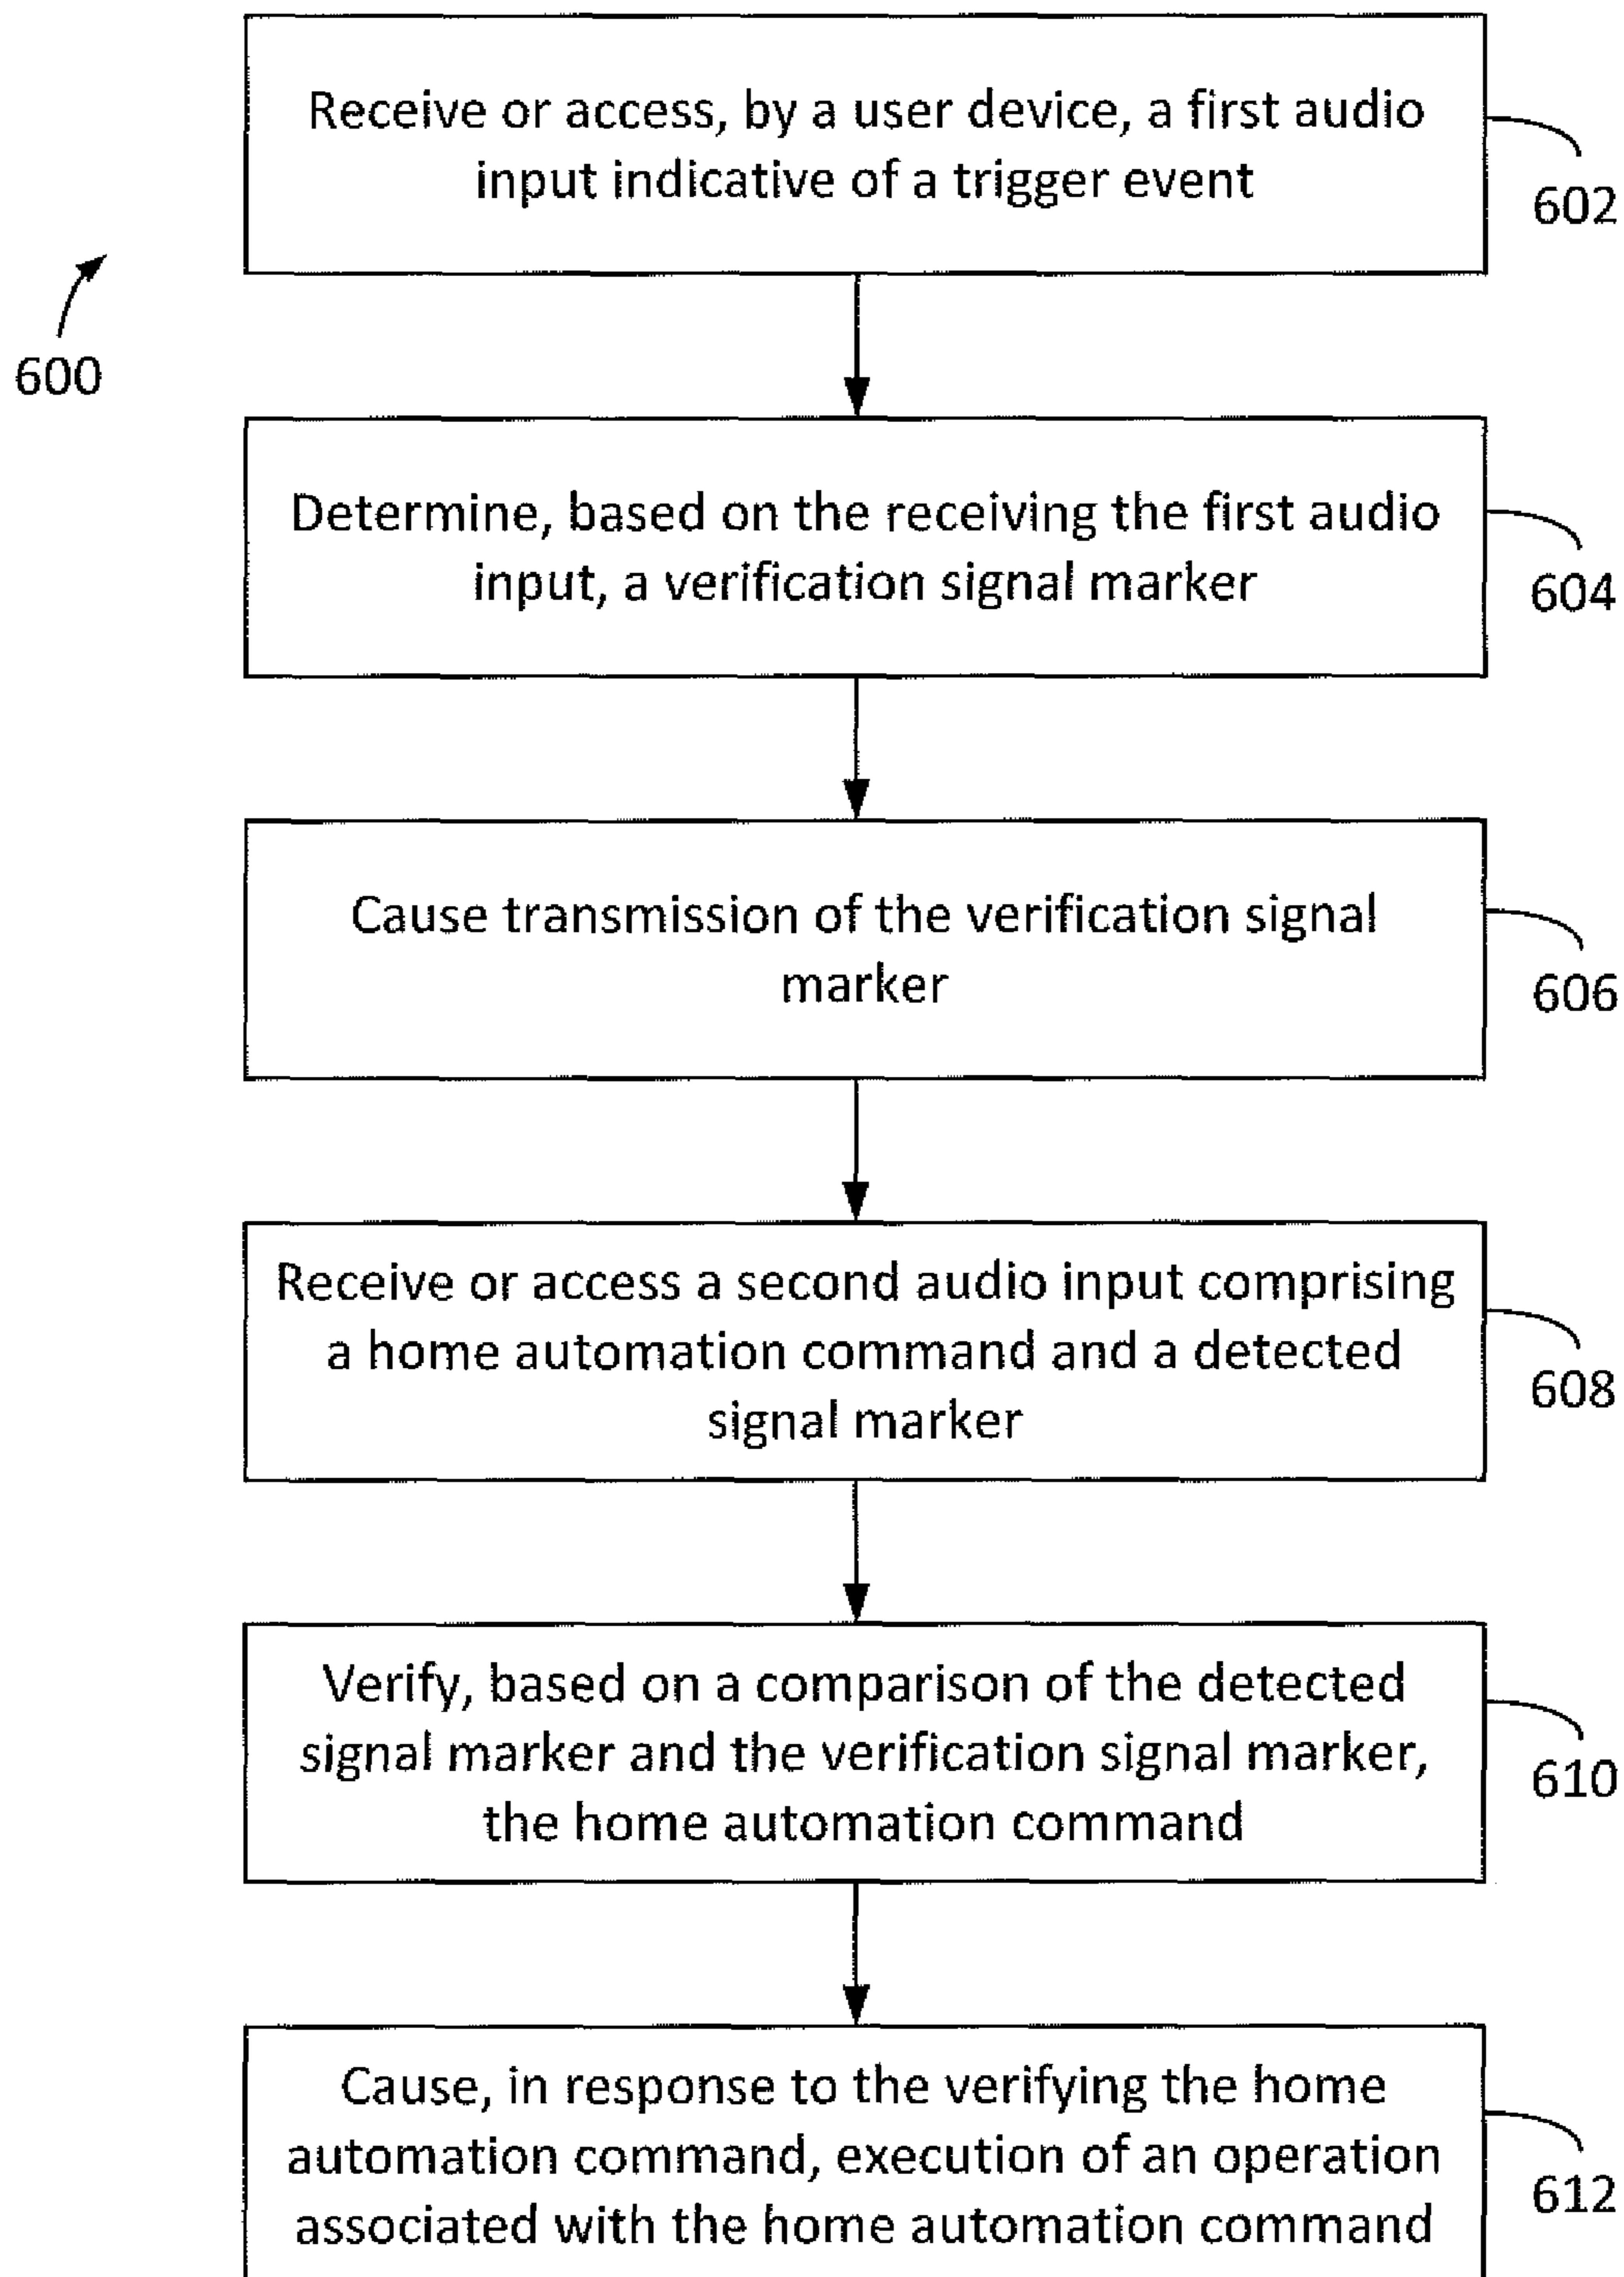 Receive or access, by a user device, a first audio
input indicative of a trigger event
602
600
Determine, based on the receiving the first audio
input, a verification signal marker
604
Cause transmission of the verification signal
marker
606
Receive or access a second audio input comprising
a home automation command and a detected
signal marker
608
Verify, based on a comparison of the detected
signal marker and the verification signal marker,
the home automation command
610
Cause, in response to the verifying the home
automation command, execution of an operation
associated with the home automation command
612